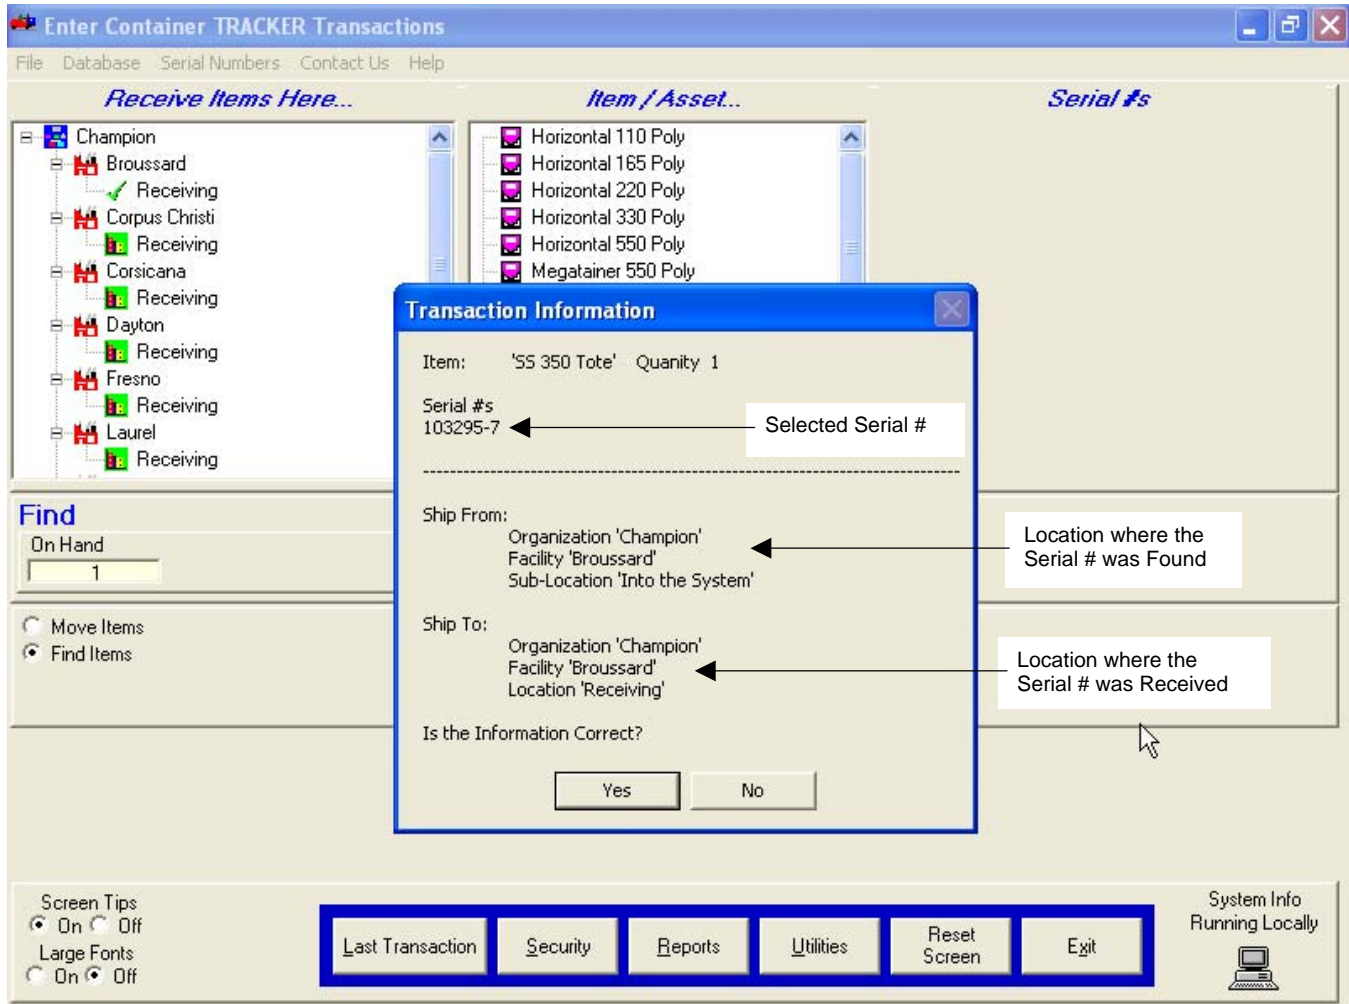 Enter Container TRACKER Transactions
File Database Serial Numbers Contact Us Help
Receive Items Here...
Champion
Broussard
Receiving
Corpus Christi
Receiving
Corsicana
Receiving
Dayton
Receiving
Fresno
Receiving
Laurel
Receiving
Item / Asset...
Horizontal 110 Poly
Horizontal 165 Poly
Horizontal 220 Poly
Horizontal 330 Poly
Horizontal 550 Poly
Megatainer 550 Poly
Serial #s
Transaction Information
Item: 'SS 350 Tote' Quanity 1
Serial #s
103295-7
Selected Serial #
Ship From:
Organization 'Champion'
Facility 'Broussard'
Sub-Location 'Into the System'
Location where the
Serial # was Found
Ship To:
Organization 'Champion'
Facility 'Broussard'
Location 'Receiving'
Location where the
Serial # was Received
Is the Information Correct?
Yes No
Find
On Hand
1
Move Items
Find Items
Screen Tips
On Off
Large Fonts
On Off
Last Transaction
Security
Reports
Utilities
Reset
Screen
Exit
System Info
Running Locally